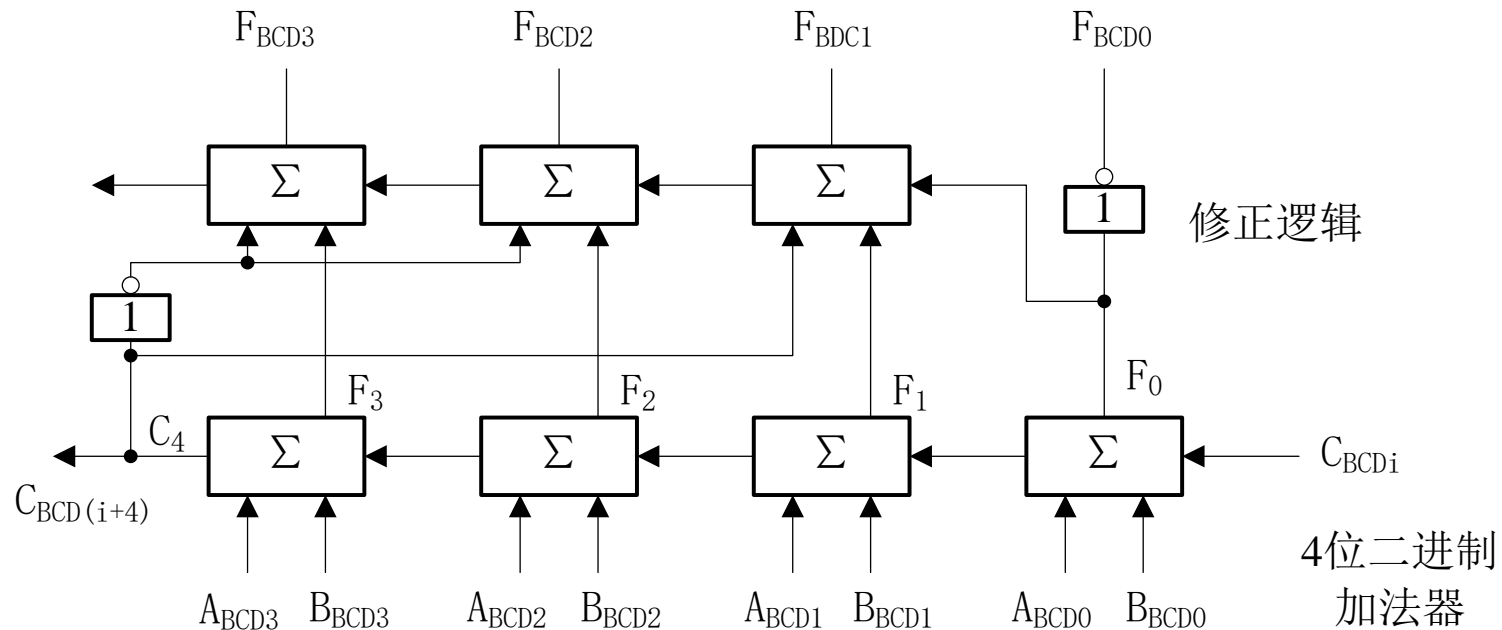 F_BCD3 F_BCD2 F_BDC1 F_BCD0
Σ Σ Σ 1 修正逻辑
1
F_3 F_2 F_1 F_0
C_4 Σ Σ Σ Σ C_BCDi
C_BCD(i+4)
4位二进制
加法器
A_BCD3 B_BCD3 A_BCD2 B_BCD2 A_BCD1 B_BCD1 A_BCD0 B_BCD0